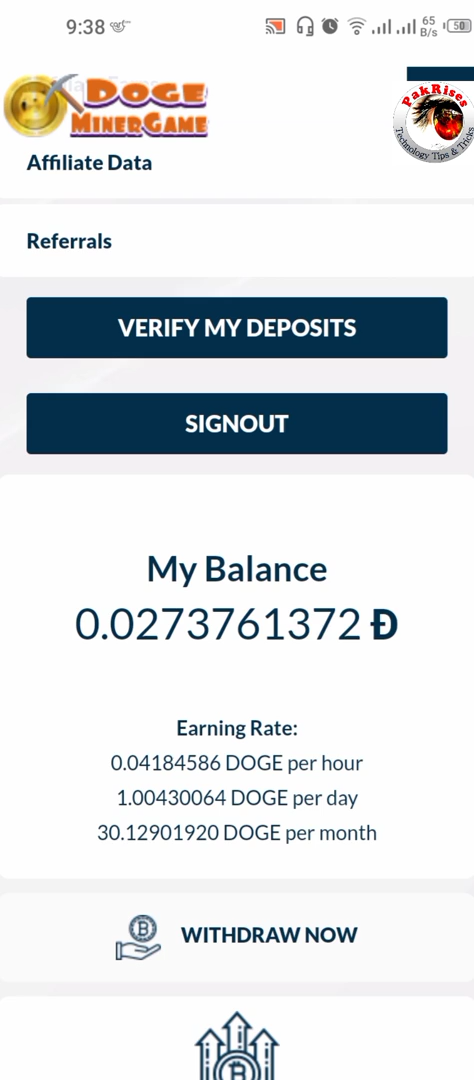 9:38
65
B/s
50
DOGE
MINERGAME
PakRises
Technology Tips & Tricks
Affiliate Data
Referrals
VERIFY MY DEPOSITS
SIGNOUT
My Balance
0.0273761372 Ð
Earning Rate:
0.04184586 DOGE per hour
1.00430064 DOGE per day
30.12901920 DOGE per month
WITHDRAW NOW